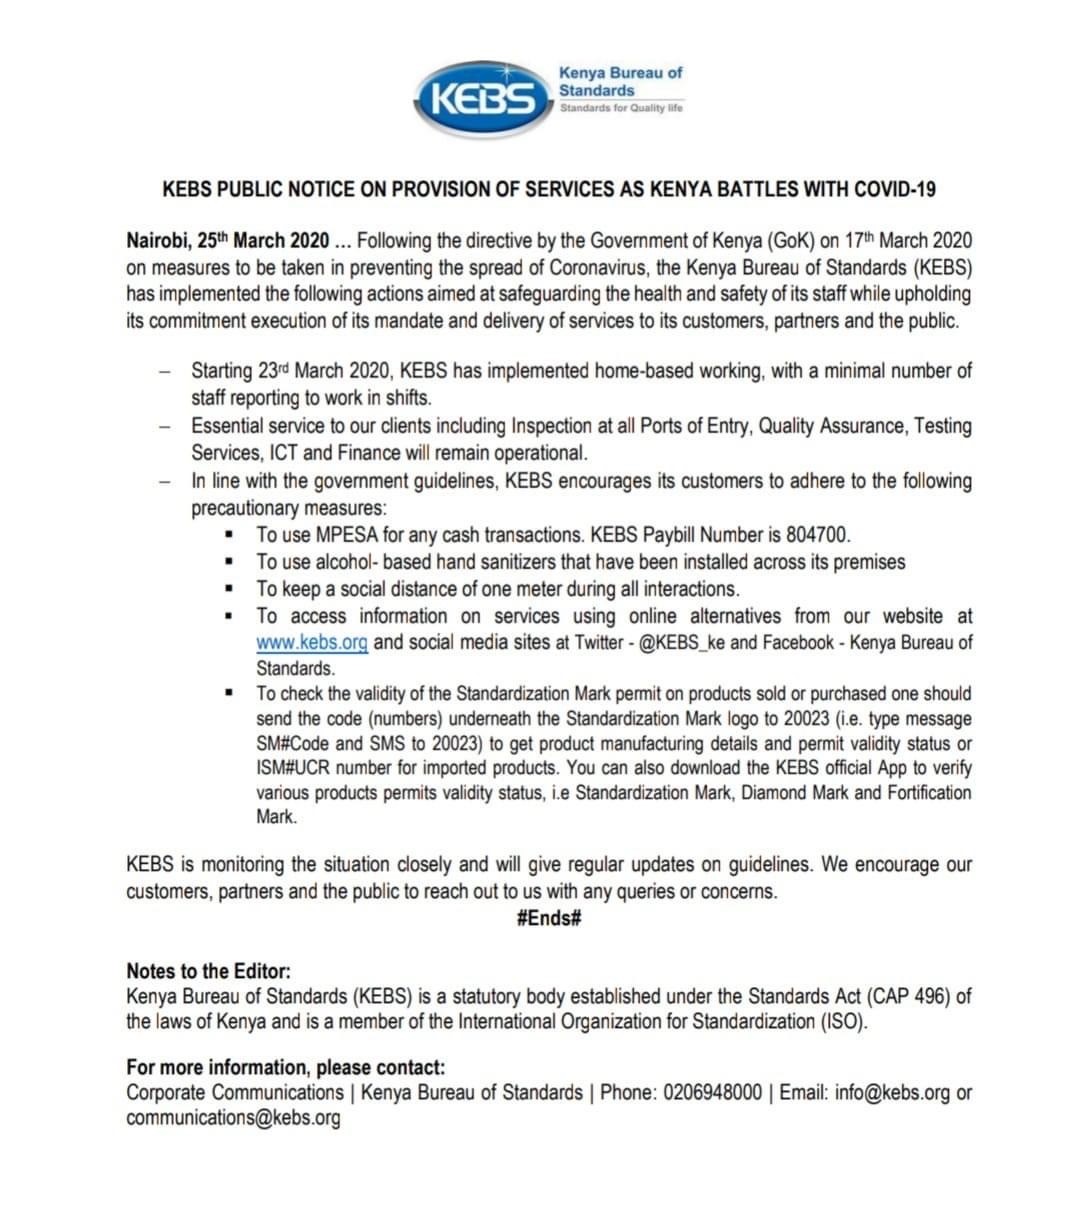 KEBS
Kenya Bureau of
Standards
Standards for Quality life
KEBS PUBLIC NOTICE ON PROVISION OF SERVICES AS KENYA BATTLES WITH COVID-19
Nairobi, 25th March 2020 ... Following the directive by the Government of Kenya (GoK) on 17th March 2020
on measures to be taken in preventing the spread of Coronavirus, the Kenya Bureau of Standards (KEBS)
has implemented the following actions aimed at safeguarding the health and safety of its staff while upholding
its commitment execution of its mandate and delivery of services to its customers, partners and the public.
– Starting 23rd March 2020, KEBS has implemented home-based working, with a minimal number of
staff reporting to work in shifts.
– Essential service to our clients including Inspection at all Ports of Entry, Quality Assurance, Testing
Services, ICT and Finance will remain operational.
– In line with the government guidelines, KEBS encourages its customers to adhere to the following
precautionary measures:
▪ To use MPESA for any cash transactions. KEBS Paybill Number is 804700.
▪ To use alcohol- based hand sanitizers that have been installed across its premises
▪ To keep a social distance of one meter during all interactions.
▪ To access information on services using online alternatives from our website at
www.kebs.org and social media sites at Twitter - @KEBS_ke and Facebook - Kenya Bureau of
Standards.
▪ To check the validity of the Standardization Mark permit on products sold or purchased one should
send the code (numbers) underneath the Standardization Mark logo to 20023 (i.e. type message
SM#Code and SMS to 20023) to get product manufacturing details and permit validity status or
ISM#UCR number for imported products. You can also download the KEBS official App to verify
various products permits validity status, i.e Standardization Mark, Diamond Mark and Fortification
Mark.
KEBS is monitoring the situation closely and will give regular updates on guidelines. We encourage our
customers, partners and the public to reach out to us with any queries or concerns.
#Ends#
Notes to the Editor:
Kenya Bureau of Standards (KEBS) is a statutory body established under the Standards Act (CAP 496) of
the laws of Kenya and is a member of the International Organization for Standardization (ISO).
For more information, please contact:
Corporate Communications | Kenya Bureau of Standards | Phone: 0206948000 | Email: info@kebs.org or
communications@kebs.org